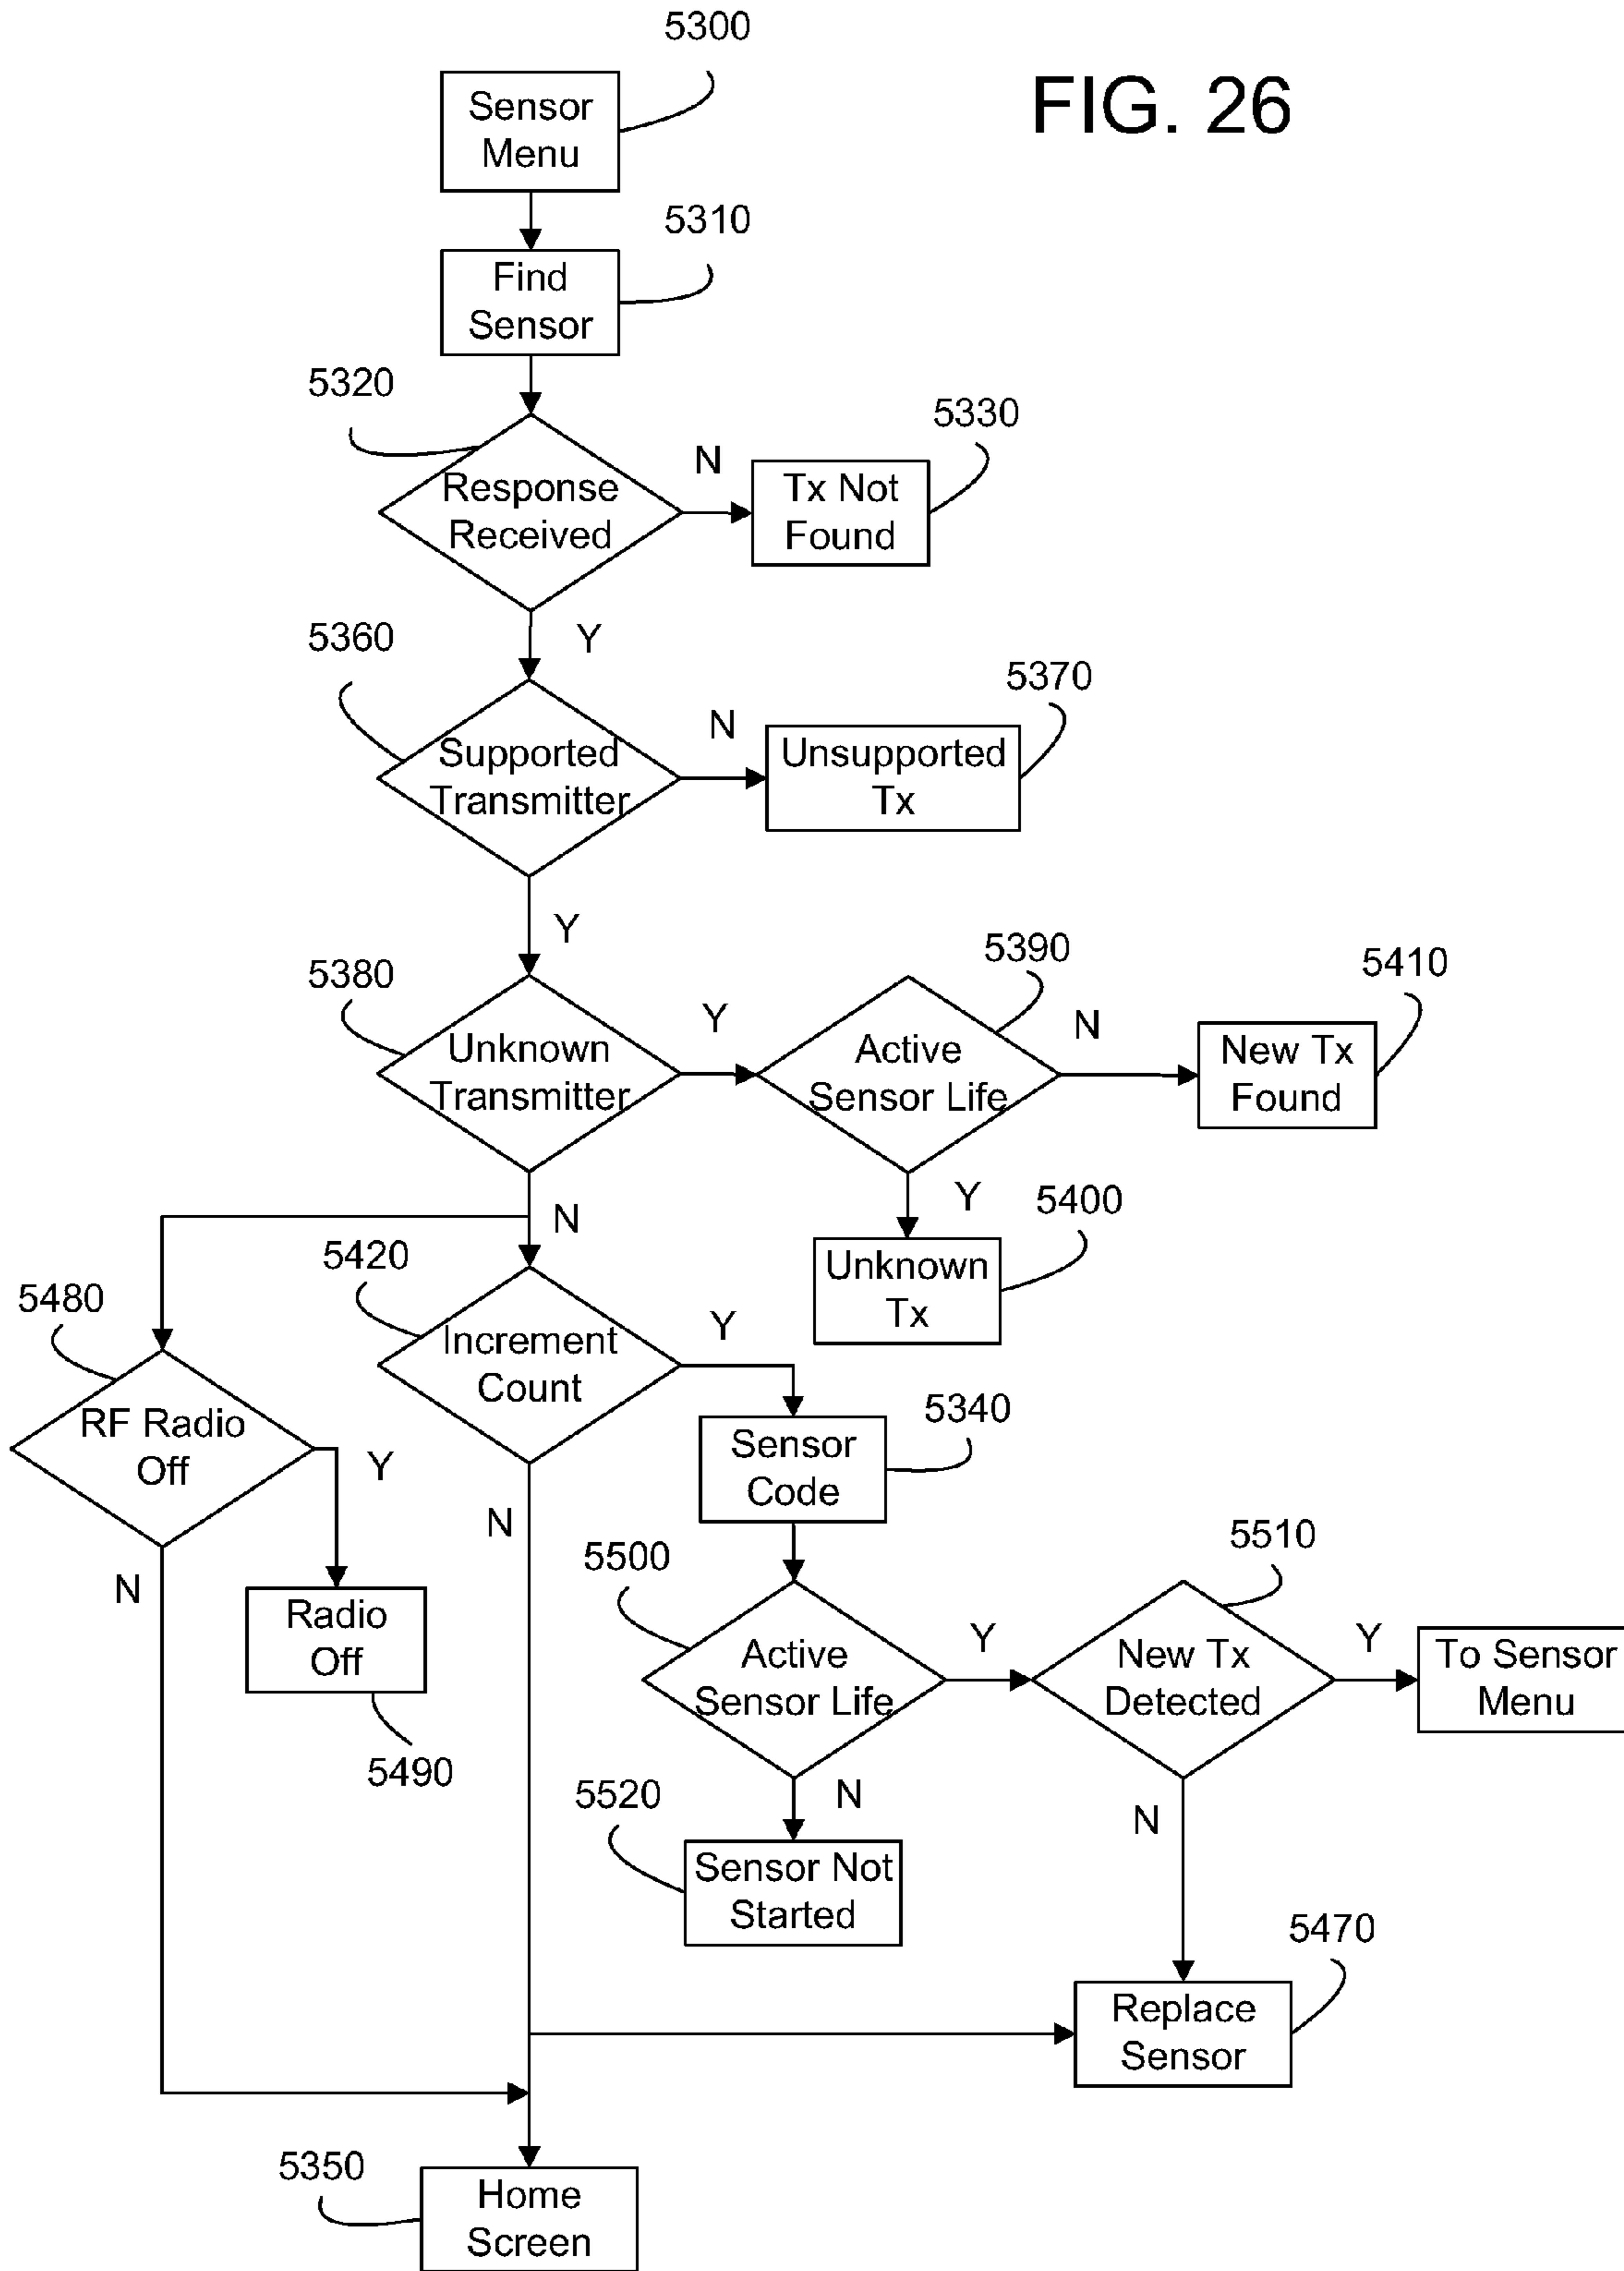 5300
FIG. 26
Sensor
Menu
5310
Find
Sensor
5320
5330
N
Response
Received
Tx Not
Found
Y
5360
5370
N
Supported
Transmitter
Unsupported
Tx
Y
5380
5390
5410
Y
N
Unknown
Transmitter
Active
Sensor Life
New Tx
Found
Y
5400
N
5420
Unknown
Tx
5480
Y
Increment
Count
5340
RF Radio
Off
Y
Sensor
Code
N
5500
5510
N
Radio
Off
Active
Sensor Life
Y
New Tx
Detected
Y
To Sensor
Menu
5490
5520
N
N
Sensor Not
Started
5470
Replace
Sensor
5350
Home
Screen